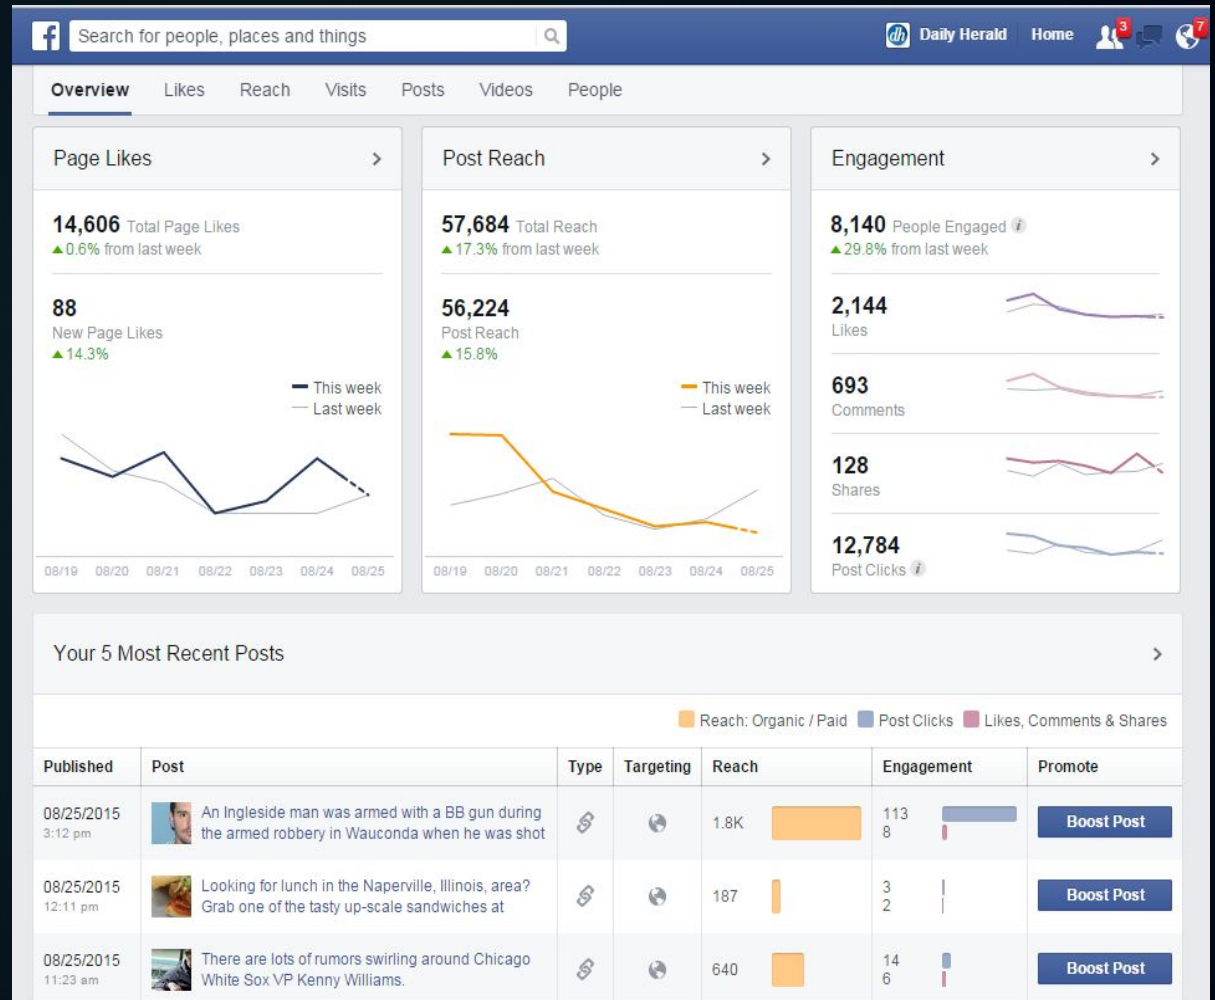 f
Search for people, places and things
dh Daily Herald Home 3 7
Overview Likes Reach Visits Posts Videos People
Page Likes
14,606 Total Page Likes
0.6% from last week
88
New Page Likes
14.3%
This week
Last week
08/19 08/20 08/21 08/22 08/23 08/24 08/25
Post Reach
57,684 Total Reach
17.3% from last week
56,224
Post Reach
15.8%
This week
Last week
08/19 08/20 08/21 08/22 08/23 08/24 08/25
Engagement
8,140 People Engaged i
29.8% from last week
2,144
Likes
693
Comments
128
Shares
12,784
Post Clicks i
Your 5 Most Recent Posts
Reach: Organic / Paid Post Clicks Likes, Comments & Shares
Published Post Type Targeting Reach Engagement Promote
08/25/2015
3:12 pm
An Ingleside man was armed with a BB gun during
the armed robbery in Wauconda when he was shot
1.8K
113
8
Boost Post
08/25/2015
12:11 pm
Looking for lunch in the Naperville, Illinois, area?
Grab one of the tasty up-scale sandwiches at
187
3
2
Boost Post
08/25/2015
11:23 am
There are lots of rumors swirling around Chicago
White Sox VP Kenny Williams.
640
14
6
Boost Post